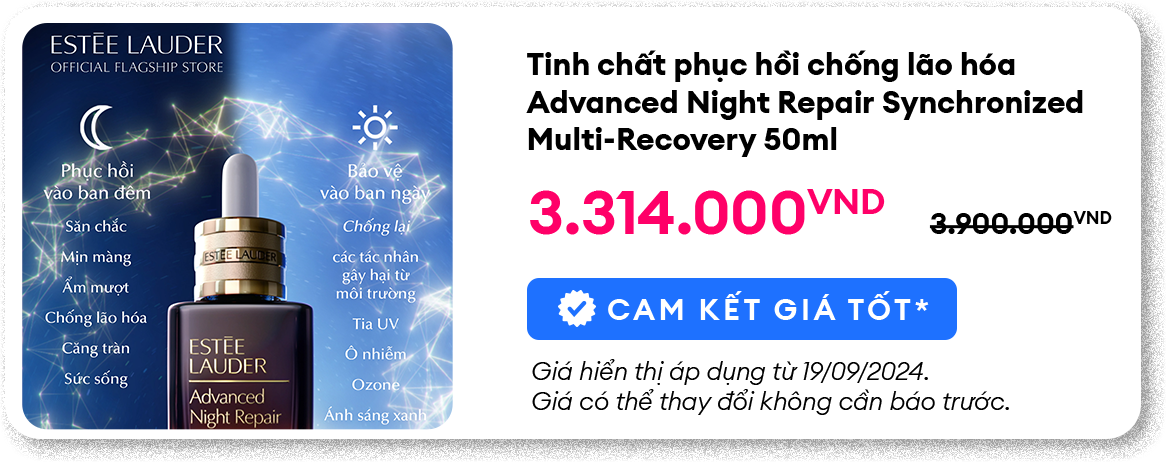 ESTĒE LAUDER
OFFICIAL FLAGSHIP STORE
Phục hồi
vào ban đêm
Săn chắc
Mịn màng
Ẩm mượt
Chống lão hóa
Căng tràn
Sức sống
Bảo vệ
vào ban ngày
Chống lại
các tác nhân
gây hại từ
môi trường
Tia UV
Ô nhiễm
Ozone
Ánh sáng xanh
ESTĒE LAUDER
ESTĒE
LAUDER
Advanced
Night Repair
Tinh chất phục hồi chống lão hóa
Advanced Night Repair Synchronized
Multi-Recovery 50ml
3.314.000VND 3.900.000VND
CAM KẾT GIÁ TỐT*
Giá hiển thị áp dụng từ 19/09/2024.
Giá có thể thay đổi không cần báo trước.